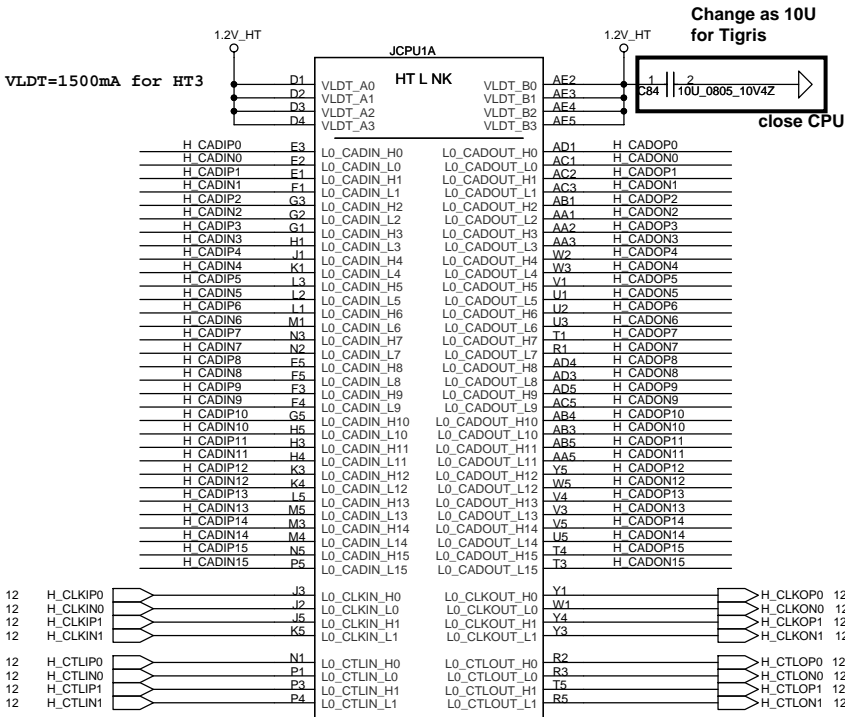 Change as 10U
for Tigris
1.2V_HT
1.2V_HT
JCPU1A
VLDT=1500mA for HT3
HT L NK
D1 VLDT_A0 VLDT_B0 AE2
D2 VLDT_A1 VLDT_B1 AE3
D3 VLDT_A2 VLDT_B2 AE4
D4 VLDT_A3 VLDT_B3 AE5
1 2
C84 10U_0805_10V4Z
close CPU
H_CADIP0 E3 L0_CADIN_H0 L0_CADOUT_H0 AD1 H_CADOP0
H_CADIN0 E2 L0_CADIN_L0 L0_CADOUT_L0 AC1 H_CADON0
H_CADIP1 E1 L0_CADIN_H1 L0_CADOUT_H1 AC2 H_CADOP1
H_CADIN1 F1 L0_CADIN_L1 L0_CADOUT_L1 AC3 H_CADON1
H_CADIP2 G3 L0_CADIN_H2 L0_CADOUT_H2 AB1 H_CADOP2
H_CADIN2 G2 L0_CADIN_L2 L0_CADOUT_L2 AA1 H_CADON2
H_CADIP3 G1 L0_CADIN_H3 L0_CADOUT_H3 AA2 H_CADOP3
H_CADIN3 H1 L0_CADIN_L3 L0_CADOUT_L3 AA3 H_CADON3
H_CADIP4 J1 L0_CADIN_H4 L0_CADOUT_H4 W2 H_CADOP4
H_CADIN4 K1 L0_CADIN_L4 L0_CADOUT_L4 W3 H_CADON4
H_CADIP5 L3 L0_CADIN_H5 L0_CADOUT_H5 V1 H_CADOP5
H_CADIN5 L2 L0_CADIN_L5 L0_CADOUT_L5 U1 H_CADON5
H_CADIP6 L1 L0_CADIN_H6 L0_CADOUT_H6 U2 H_CADOP6
H_CADIN6 M1 L0_CADIN_L6 L0_CADOUT_L6 U3 H_CADON6
H_CADIP7 N3 L0_CADIN_H7 L0_CADOUT_H7 T1 H_CADOP7
H_CADIN7 N2 L0_CADIN_L7 L0_CADOUT_L7 R1 H_CADON7
H_CADIP8 E5 L0_CADIN_H8 L0_CADOUT_H8 AD4 H_CADOP8
H_CADIN8 F5 L0_CADIN_L8 L0_CADOUT_L8 AD3 H_CADON8
H_CADIP9 F3 L0_CADIN_H9 L0_CADOUT_H9 AD5 H_CADOP9
H_CADIN9 F4 L0_CADIN_L9 L0_CADOUT_L9 AC5 H_CADON9
H_CADIP10 G5 L0_CADIN_H10 L0_CADOUT_H10 AB4 H_CADOP10
H_CADIN10 H5 L0_CADIN_L10 L0_CADOUT_L10 AB3 H_CADON10
H_CADIP11 H3 L0_CADIN_H11 L0_CADOUT_H11 AB5 H_CADOP11
H_CADIN11 H4 L0_CADIN_L11 L0_CADOUT_L11 AA5 H_CADON11
H_CADIP12 K3 L0_CADIN_H12 L0_CADOUT_H12 Y5 H_CADOP12
H_CADIN12 K4 L0_CADIN_L12 L0_CADOUT_L12 W5 H_CADON12
H_CADIP13 L5 L0_CADIN_H13 L0_CADOUT_H13 V4 H_CADOP13
H_CADIN13 M5 L0_CADIN_L13 L0_CADOUT_L13 V3 H_CADON13
H_CADIP14 M3 L0_CADIN_H14 L0_CADOUT_H14 V5 H_CADOP14
H_CADIN14 M4 L0_CADIN_L14 L0_CADOUT_L14 U5 H_CADON14
H_CADIP15 N5 L0_CADIN_H15 L0_CADOUT_H15 T4 H_CADOP15
H_CADIN15 P5 L0_CADIN_L15 L0_CADOUT_L15 T3 H_CADON15
12 H_CLKIP0 J3 L0_CLKIN_H0 L0_CLKOUT_H0 Y1 H_CLKOP0 12
12 H_CLKIN0 J2 L0_CLKIN_L0 L0_CLKOUT_L0 W1 H_CLKON0 12
12 H_CLKIP1 J5 L0_CLKIN_H1 L0_CLKOUT_H1 Y4 H_CLKOP1 12
12 H_CLKIN1 K5 L0_CLKIN_L1 L0_CLKOUT_L1 Y3 H_CLKON1 12
12 H_CTLIP0 N1 L0_CTLIN_H0 L0_CTLOUT_H0 R2 H_CTLOP0 12
12 H_CTLIN0 P1 L0_CTLIN_L0 L0_CTLOUT_L0 R3 H_CTLON0 12
12 H_CTLIP1 P3 L0_CTLIN_H1 L0_CTLOUT_H1 T5 H_CTLOP1 12
12 H_CTLIN1 P4 L0_CTLIN_L1 L0_CTLOUT_L1 R5 H_CTLON1 12